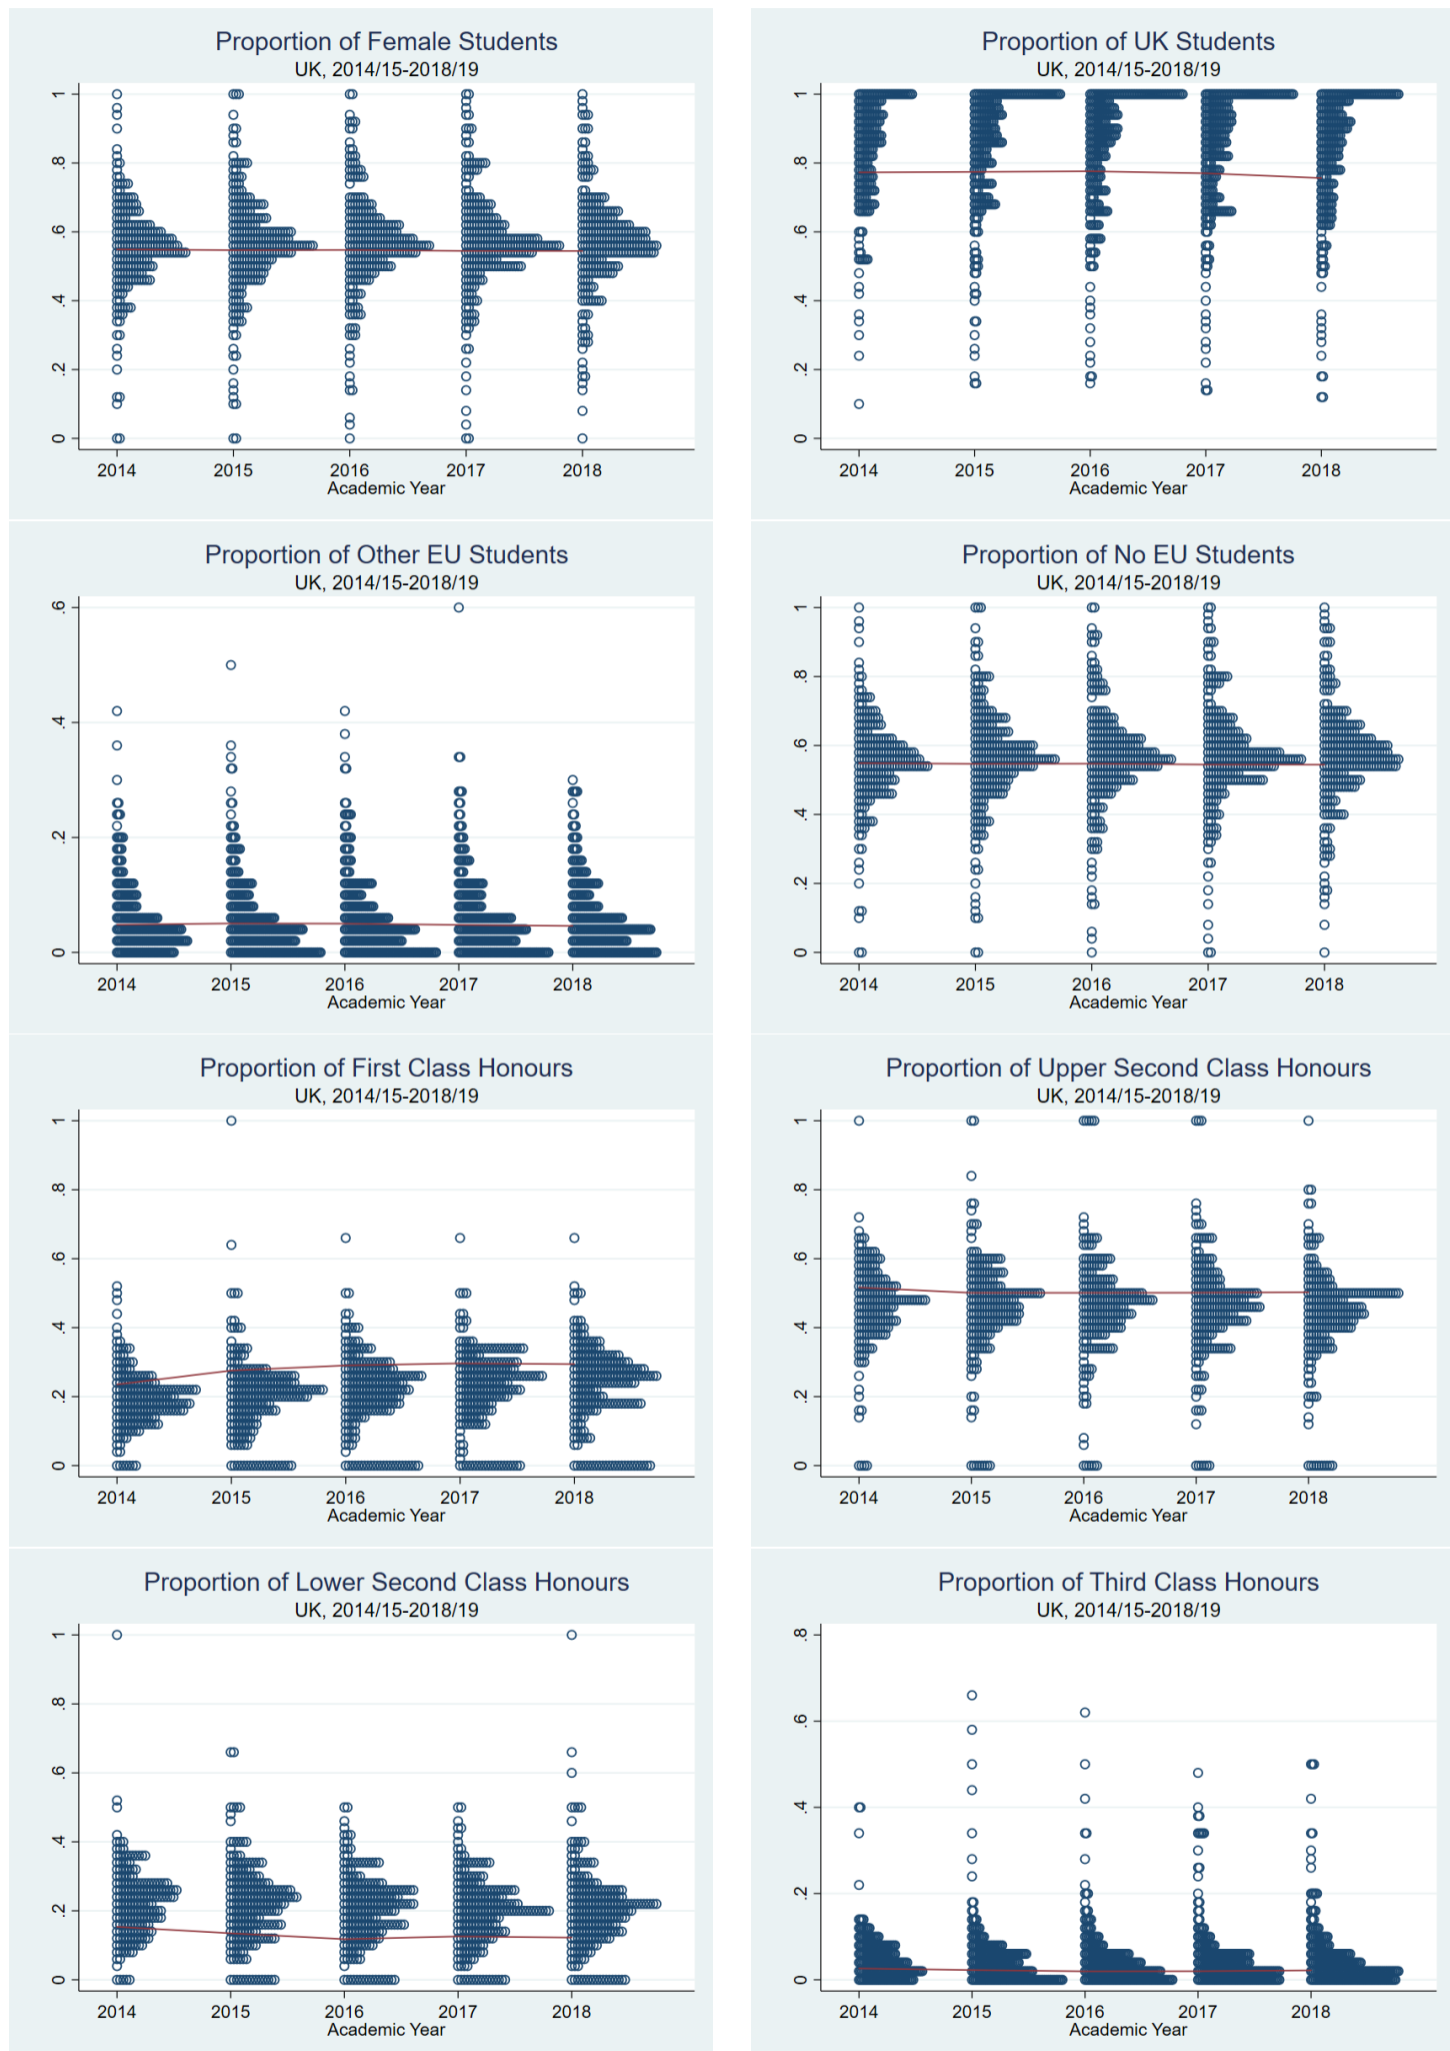 Proportion of Female Students
UK, 2014/15-2018/19
1
.8
.6
.4
.2
0
2014 2015 2016 2017 2018
Academic Year
Proportion of UK Students
UK, 2014/15-2018/19
1
.8
.6
.4
.2
0
2014 2015 2016 2017 2018
Academic Year
Proportion of Other EU Students
UK, 2014/15-2018/19
.6
.4
.2
0
2014 2015 2016 2017 2018
Academic Year
Proportion of No EU Students
UK, 2014/15-2018/19
1
.8
.6
.4
.2
0
2014 2015 2016 2017 2018
Academic Year
Proportion of First Class Honours
UK, 2014/15-2018/19
1
.8
.6
.4
.2
0
2014 2015 2016 2017 2018
Academic Year
Proportion of Upper Second Class Honours
UK, 2014/15-2018/19
1
.8
.6
.4
.2
0
2014 2015 2016 2017 2018
Academic Year
Proportion of Lower Second Class Honours
UK, 2014/15-2018/19
1
.8
.6
.4
.2
0
2014 2015 2016 2017 2018
Academic Year
Proportion of Third Class Honours
UK, 2014/15-2018/19
.8
.6
.4
.2
0
2014 2015 2016 2017 2018
Academic Year